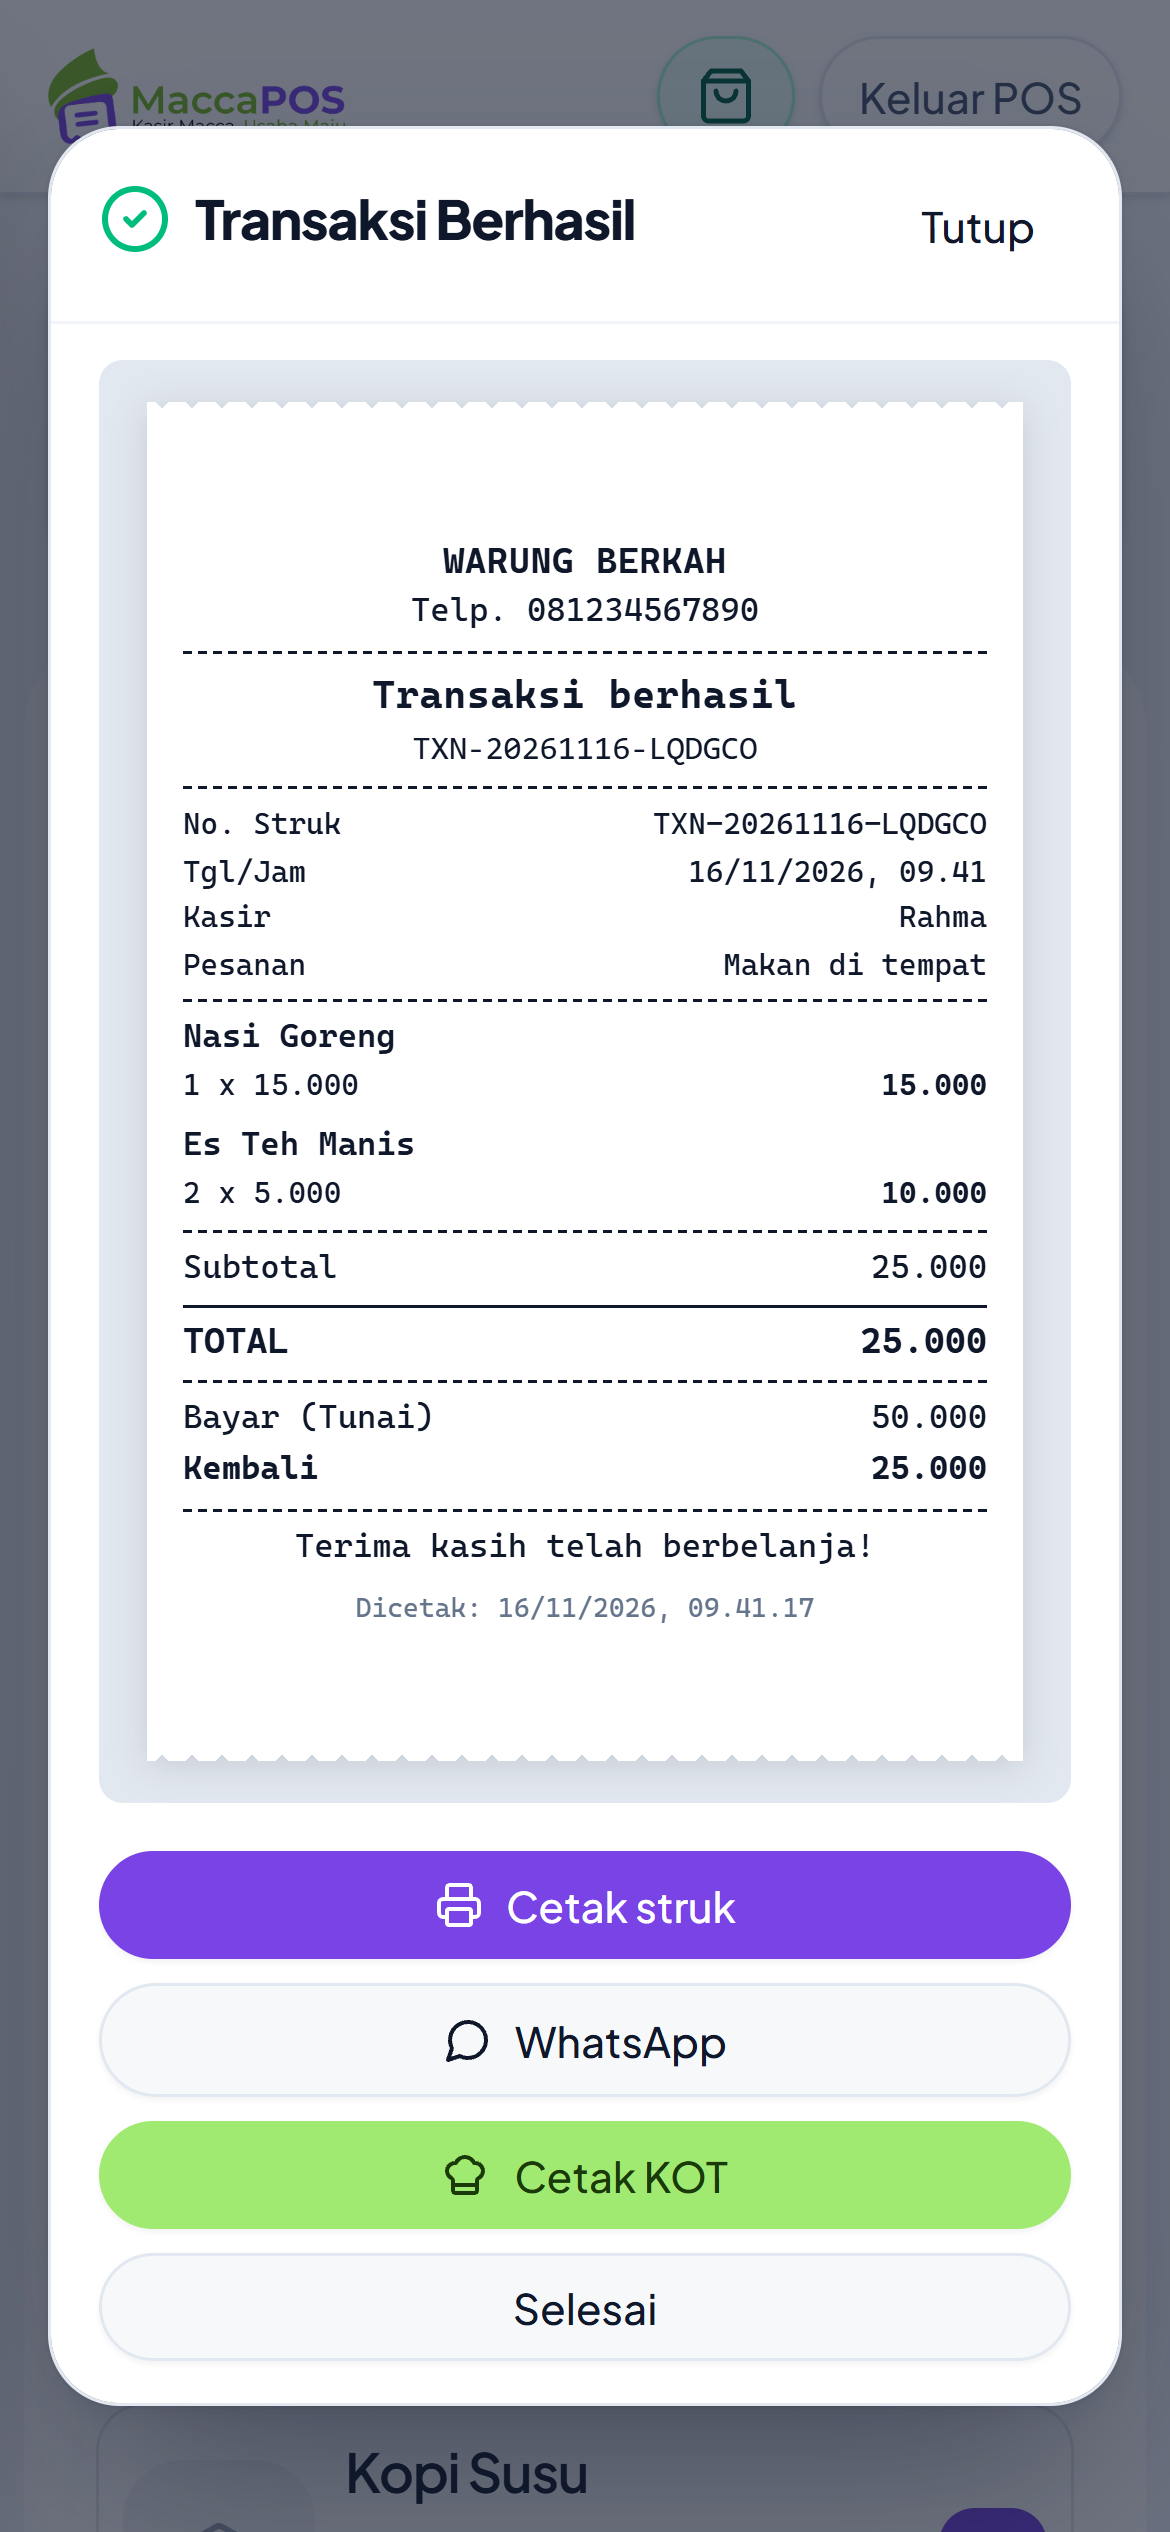 MaccaPOS
Kasir Macca, Usaha Maju
Keluar POS
Transaksi Berhasil
Tutup
WARUNG BERKAH
Telp. 081234567890
Transaksi berhasil
TXN-20261116-LQDGCO
No. Struk TXN-20261116-LQDGCO
Tgl/Jam 16/11/2026, 09.41
Kasir Rahma
Pesanan Makan di tempat
Nasi Goreng
1 x 15.000 15.000
Es Teh Manis
2 x 5.000 10.000
Subtotal 25.000
TOTAL 25.000
Bayar (Tunai) 50.000
Kembali 25.000
Terima kasih telah berbelanja!
Dicetak: 16/11/2026, 09.41.17
Cetak struk
WhatsApp
Cetak KOT
Selesai
Kopi Susu